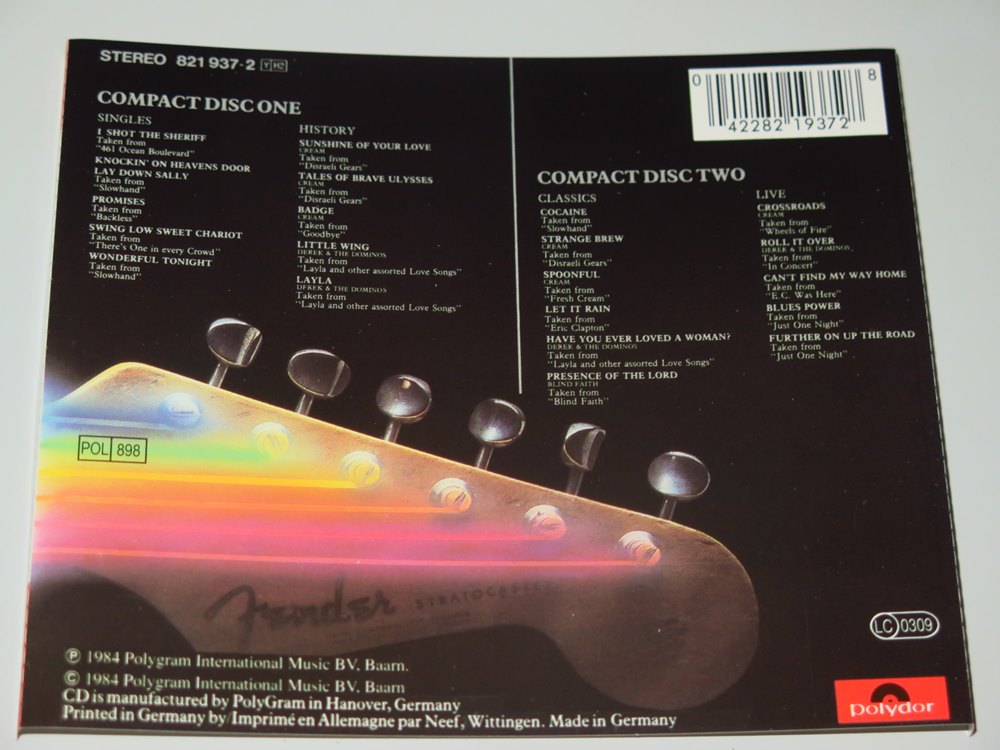 STEREO 821 937-2 Y H2
COMPACT DISC ONE
SINGLES
I SHOT THE SHERIFF
Taken from
"461 Ocean Boulevard"
KNOCKIN' ON HEAVENS DOOR
LAY DOWN SALLY
Taken from
"Slowhand"
PROMISES
Taken from
"Backless"
SWING LOW SWEET CHARIOT
Taken from
"There's One in every Crowd"
WONDERFUL TONIGHT
Taken from
"Slowhand"
HISTORY
SUNSHINE OF YOUR LOVE
CREAM
Taken from
"Disraeli Gears"
TALES OF BRAVE ULYSSES
CREAM
Taken from
"Disraeli Gears"
BADGE
CREAM
Taken from
"Goodbye"
LITTLE WING
DEREK & THE DOMINOS
Taken from
"Layla and other assorted Love Songs"
LAYLA
DEREK & THE DOMINOS
Taken from
"Layla and other assorted Love Songs"
0 42282 19372 8
COMPACT DISC TWO
CLASSICS
COCAINE
Taken from
"Slowhand"
STRANGE BREW
CREAM
Taken from
"Disraeli Gears"
SPOONFUL
CREAM
Taken from
"Fresh Cream"
LET IT RAIN
Taken from
"Eric Clapton"
HAVE YOU EVER LOVED A WOMAN?
DEREK & THE DOMINOS
Taken from
"Layla and other assorted Love Songs"
PRESENCE OF THE LORD
BLIND FAITH
Taken from
"Blind Faith"
LIVE
CROSSROADS
CREAM
Taken from
"Wheels of Fire"
ROLL IT OVER
DEREK & THE DOMINOS
Taken from
"In Concert"
CAN'T FIND MY WAY HOME
Taken from
"E.C. Was Here"
BLUES POWER
Taken from
"Just One Night"
FURTHER ON UP THE ROAD
Taken from
"Just One Night"
POL 898
Fender STRATOCASTER
LC 0309
℗ 1984 Polygram International Music BV, Baarn.
© 1984 Polygram International Music BV, Baarn
CD is manufactured by PolyGram in Hanover, Germany
Printed in Germany by/Imprimé en Allemagne par Neef, Wittingen. Made in Germany
polydor